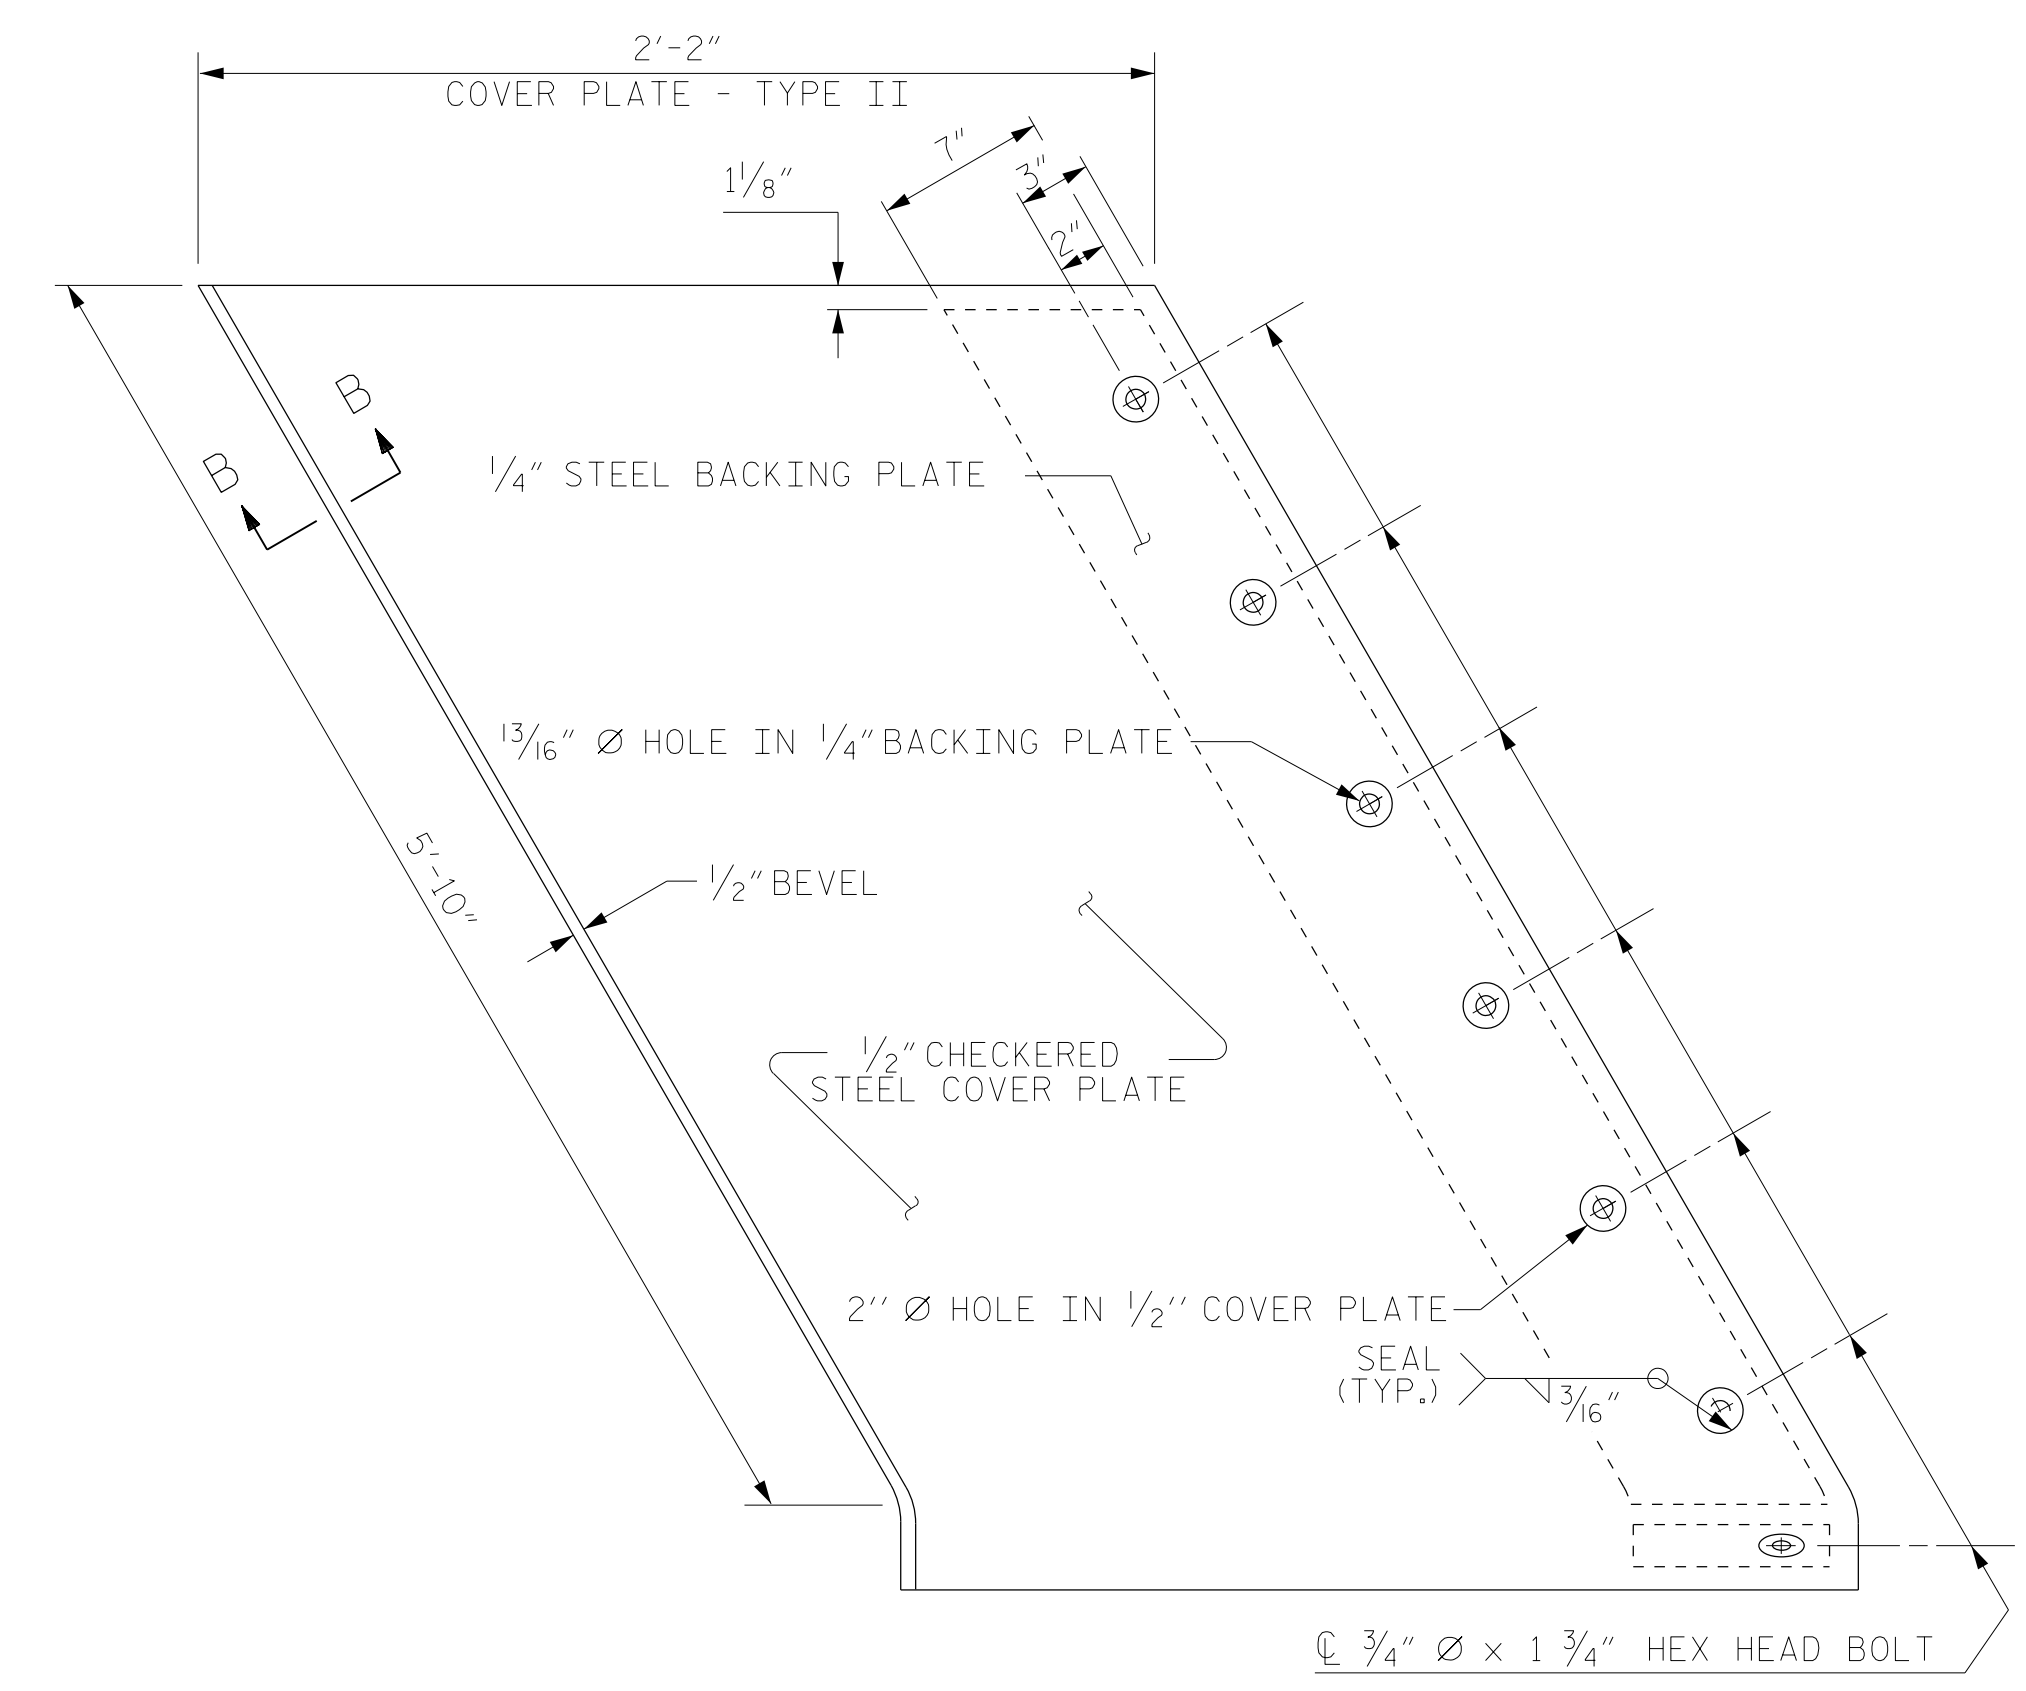 2'-2"
COVER PLATE - TYPE II
7"
3"
1 1/8"
2"
B
B
1/4" STEEL BACKING PLATE
13/16" Ø HOLE IN 1/4" BACKING PLATE
5'-10"
1/2" BEVEL
1/2" CHECKERED
STEEL COVER PLATE
2" Ø HOLE IN 1/2" COVER PLATE
SEAL
(TYP.)
3/16"
℄ 3/4" Ø x 1 3/4" HEX HEAD BOLT